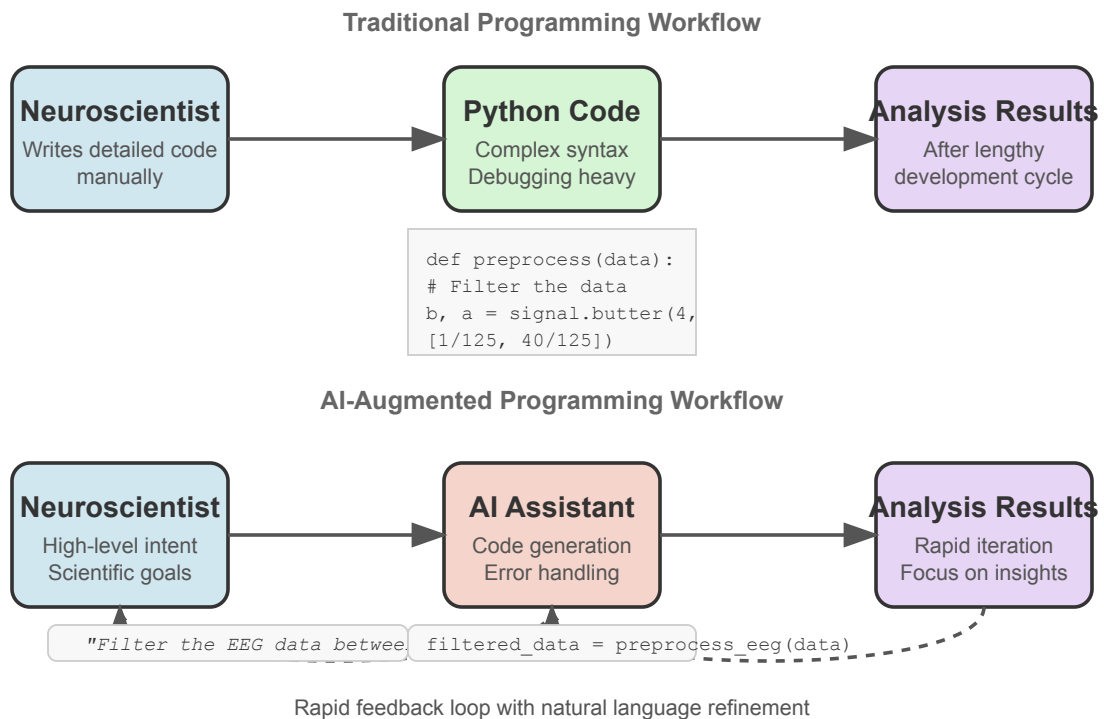 Traditional Programming Workflow
Neuroscientist
Writes detailed code
manually
Python Code
Complex syntax
Debugging heavy
Analysis Results
After lengthy
development cycle
def preprocess(data):
# Filter the data
b, a = signal.butter(4,
[1/125, 40/125])
AI-Augmented Programming Workflow
Neuroscientist
High-level intent
Scientific goals
AI Assistant
Code generation
Error handling
Analysis Results
Rapid iteration
Focus on insights
"Filter the EEG data
filtered_data = preprocess_eeg(data)
Rapid feedback loop with natural language refinement